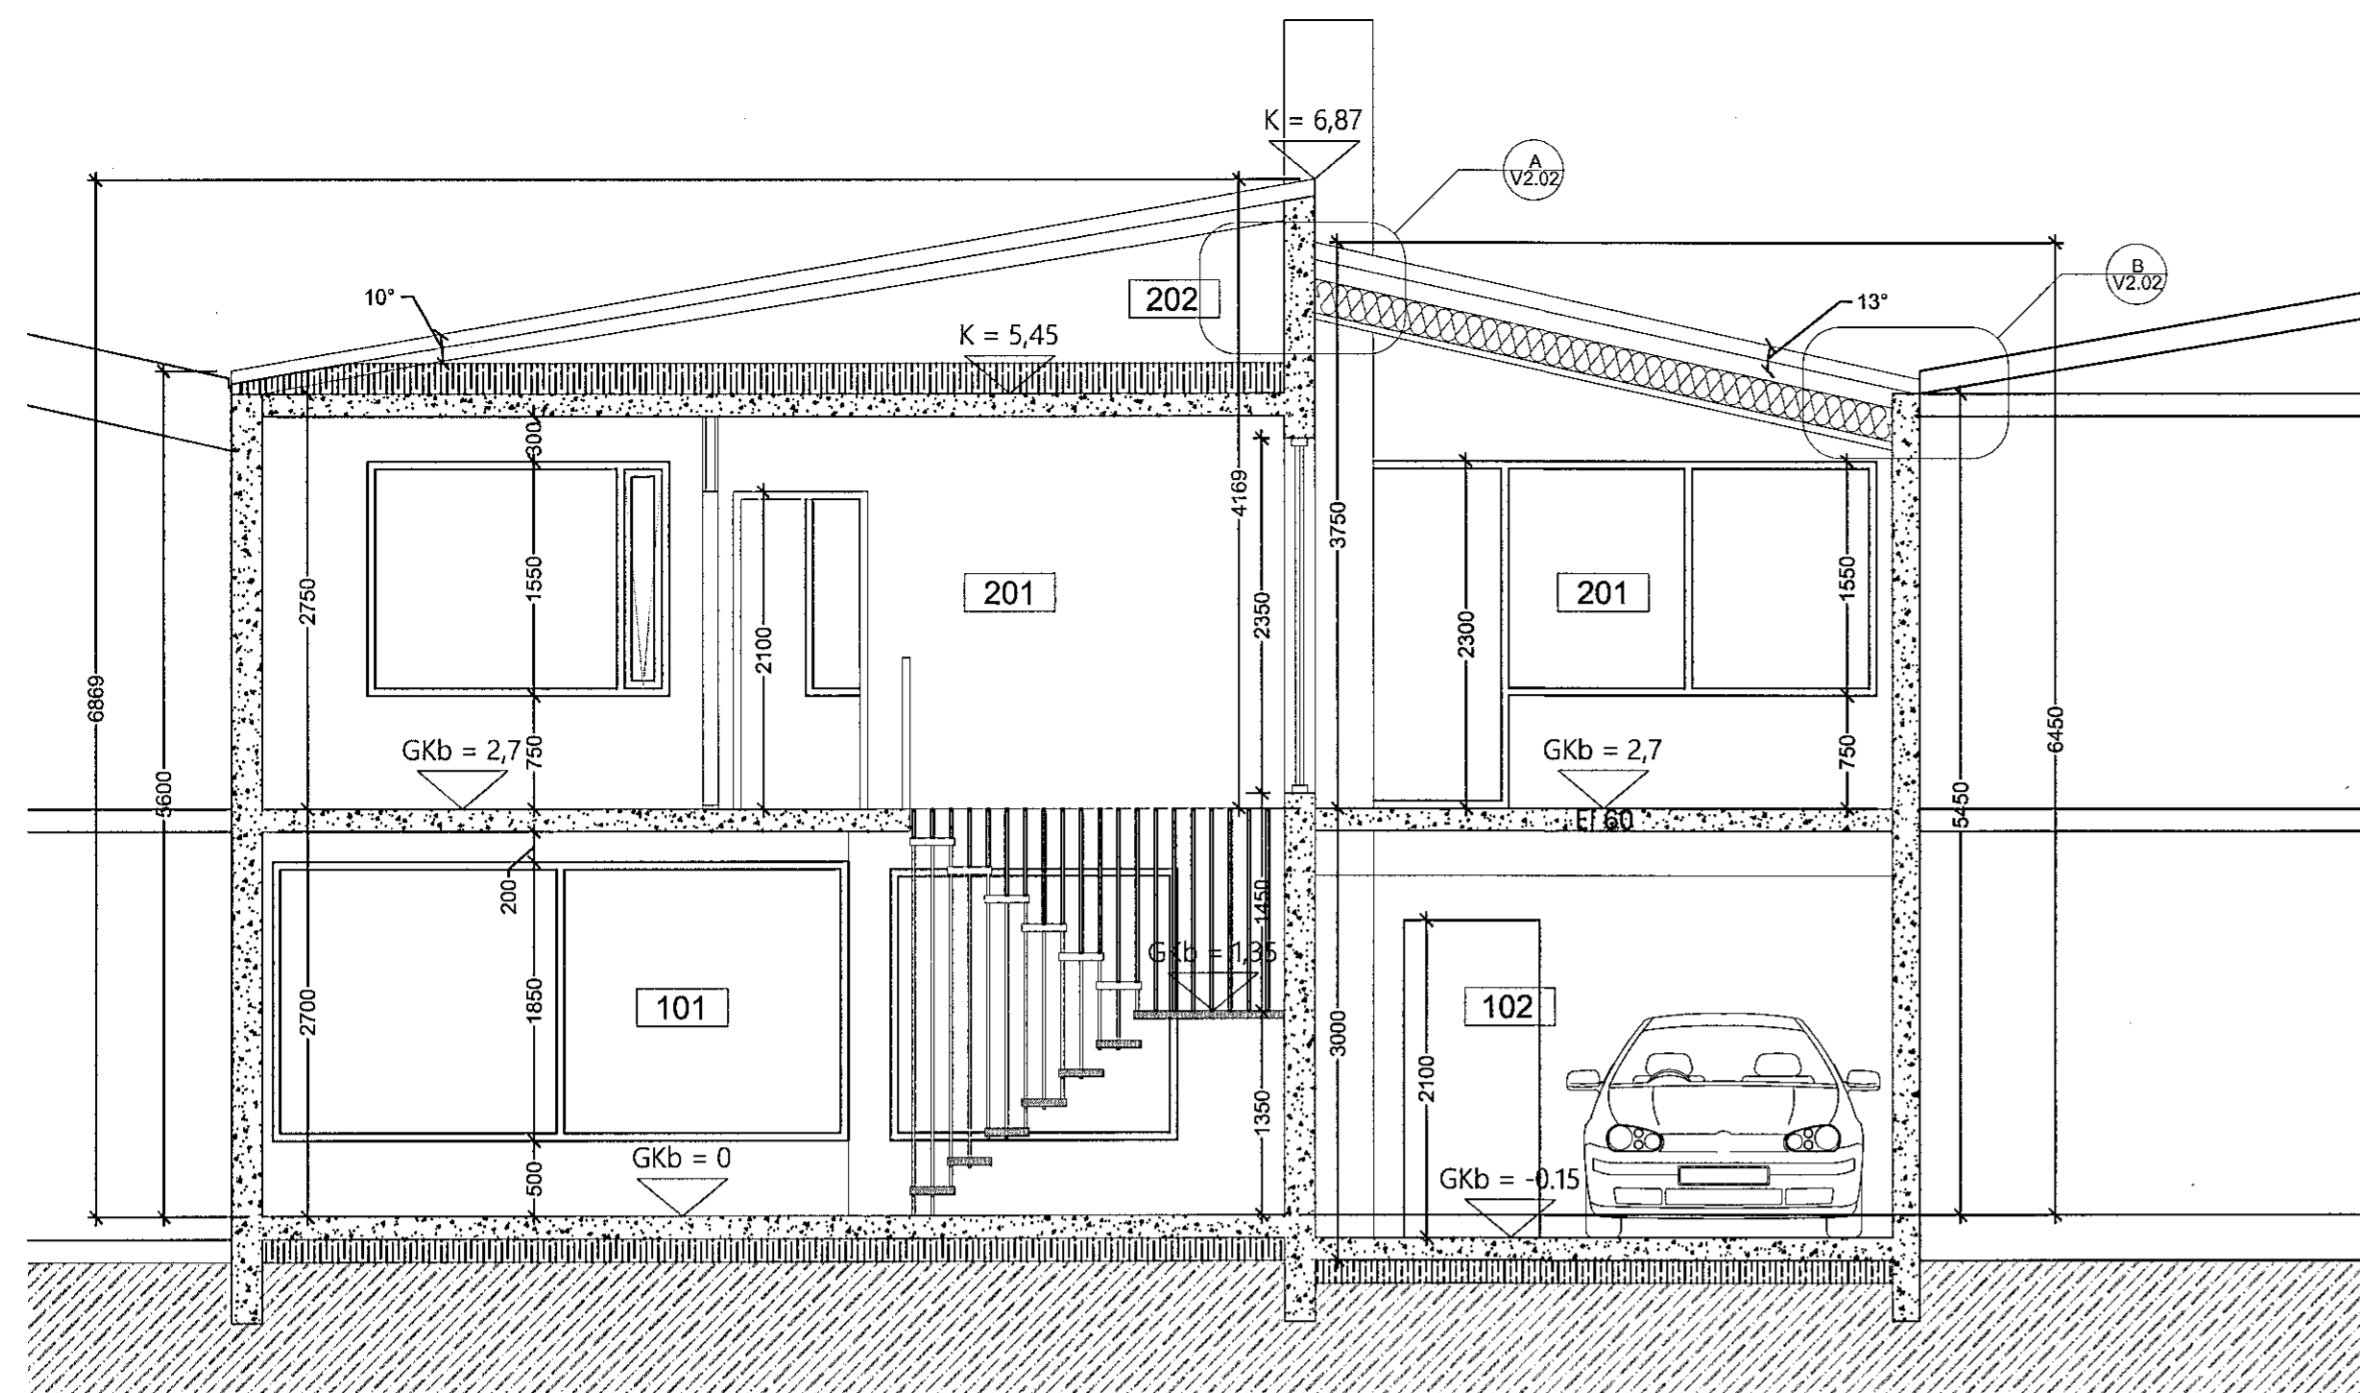 K = 6,87
A
V2.02
B
V2.02
202
10°
13°
K = 5,45
300
4169
3750
1550
2750
201
2350
201
1550
2100
2300
6869
6450
GKb = 2,7
750
GKb = 2,7
750
5600
5450
EI 60
200
1450
GKb = 1,35
2700
1850
101
102
3000
2100
1350
GKb = 0
500
GKb = -0.15